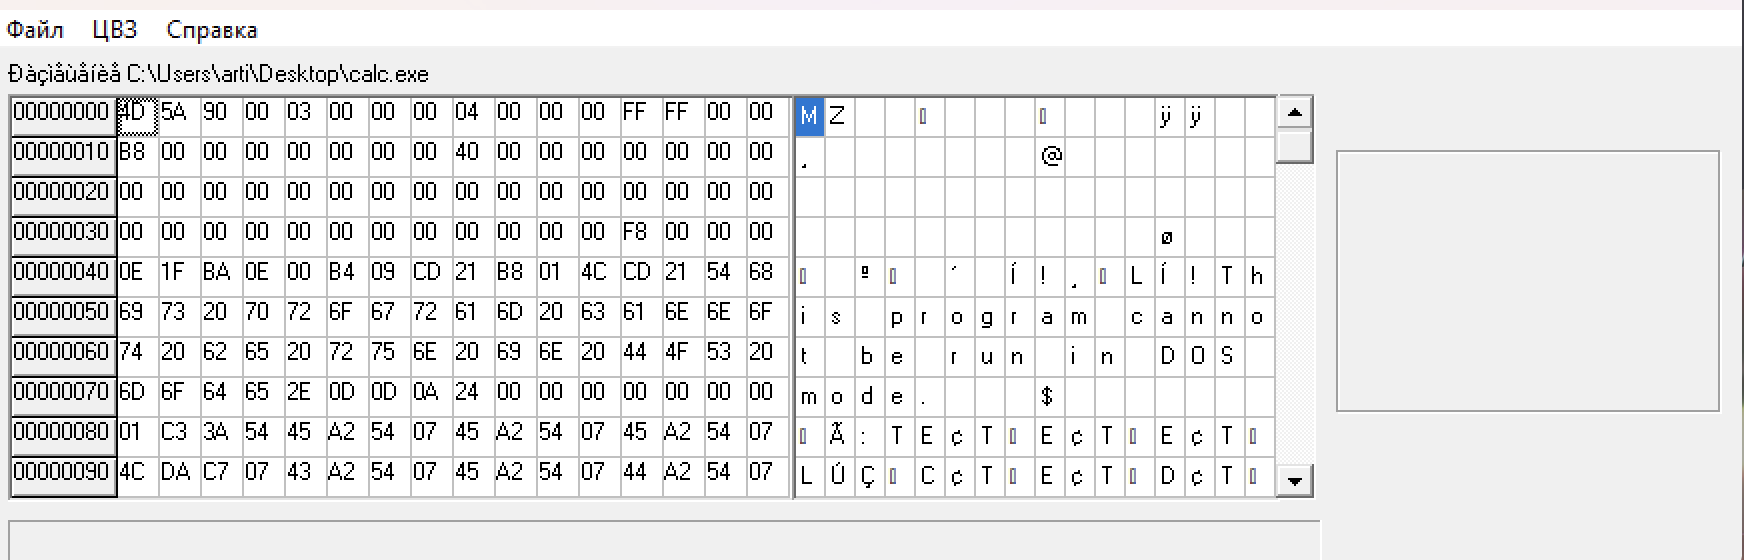 Файл ЦВЗ Справка
Ðàçìåùåíèå C:\Users\arti\Desktop\calc.exe
00000000 4D 5A 90 00 03 00 00 00 04 00 00 00 FF FF 00 00 M Z ▯ ▯ ÿ ÿ
00000010 B8 00 00 00 00 00 00 00 40 00 00 00 00 00 00 00 ¸ @
00000020 00 00 00 00 00 00 00 00 00 00 00 00 00 00 00 00
00000030 00 00 00 00 00 00 00 00 00 00 00 00 F8 00 00 00 ø
00000040 0E 1F BA 0E 00 B4 09 CD 21 B8 01 4C CD 21 54 68 ▯ º ▯ ´ Í ! ¸ ▯ L Í ! T h
00000050 69 73 20 70 72 6F 67 72 61 6D 20 63 61 6E 6E 6F i s p r o g r a m c a n n o
00000060 74 20 62 65 20 72 75 6E 20 69 6E 20 44 4F 53 20 t b e r u n i n D O S
00000070 6D 6F 64 65 2E 0D 0D 0A 24 00 00 00 00 00 00 00 m o d e . $
00000080 01 C3 3A 54 45 A2 54 07 45 A2 54 07 45 A2 54 07 ▯ Ã : T E ¢ T ▯ E ¢ T ▯ E ¢ T ▯
00000090 4C DA C7 07 43 A2 54 07 45 A2 54 07 44 A2 54 07 L Ú Ç ▯ C ¢ T ▯ E ¢ T ▯ D ¢ T ▯